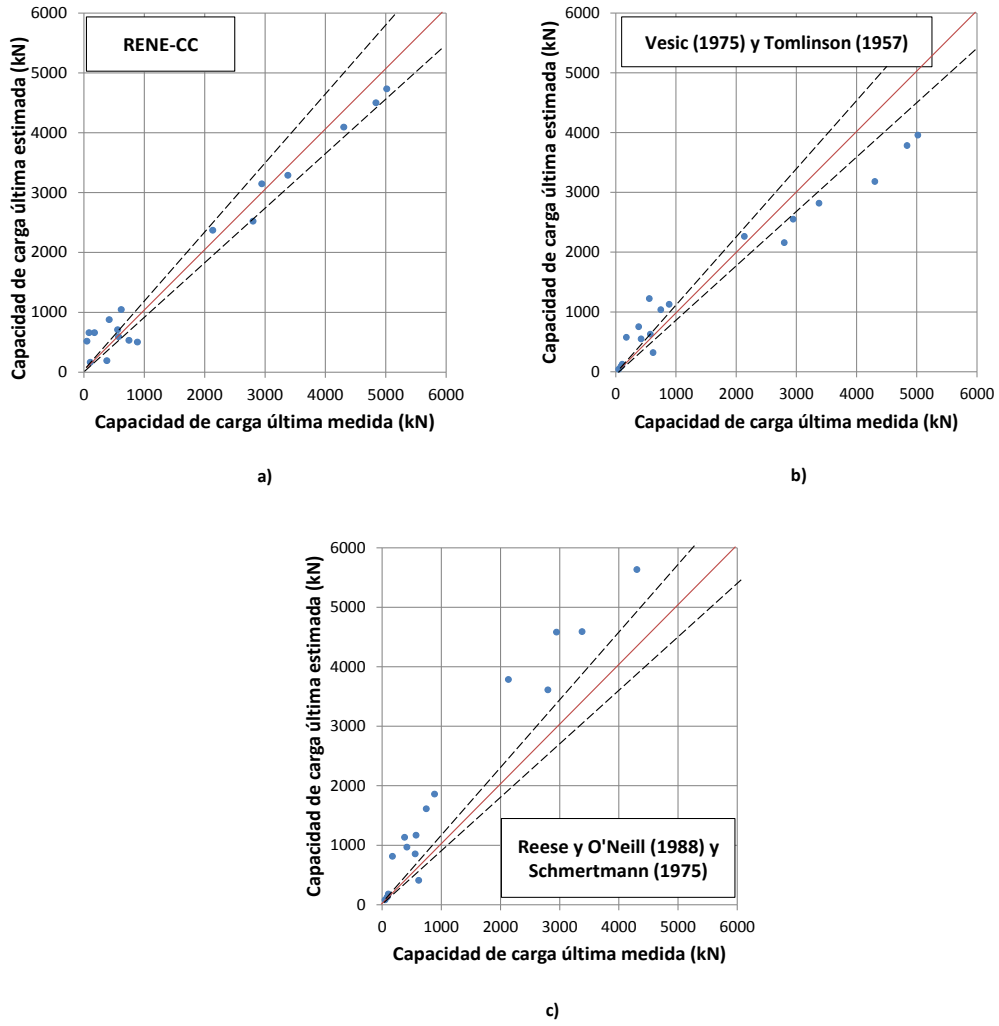 6000
5000
4000
3000
2000
1000
0
Capacidad de carga última estimada (kN)
RENE-CC
0 1000 2000 3000 4000 5000 6000
Capacidad de carga última medida (kN)
a)
6000
5000
4000
3000
2000
1000
0
Capacidad de carga última estimada (kN)
Vesic (1975) y Tomlinson (1957)
0 1000 2000 3000 4000 5000 6000
Capacidad de carga última medida (kN)
b)
6000
5000
4000
3000
2000
1000
0
Capacidad de carga última estimada (kN)
Reese y O'Neill (1988) y
Schmertmann (1975)
0 1000 2000 3000 4000 5000 6000
Capacidad de carga última medida (kN)
c)